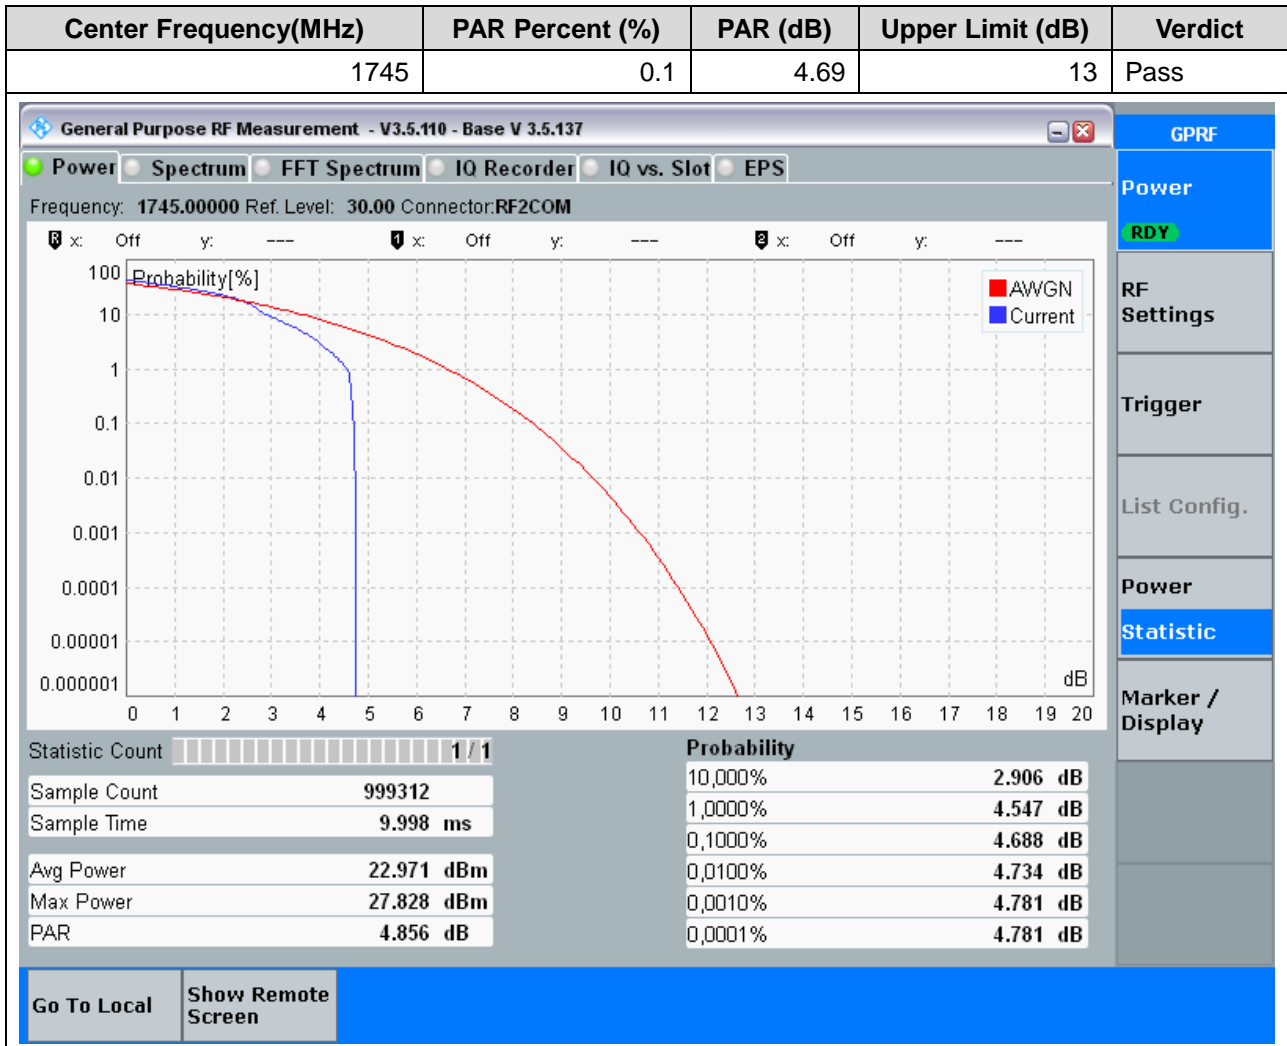 Center Frequency(MHz) PAR Percent (%) PAR (dB) Upper Limit (dB) Verdict
1745 0.1 4.69 13 Pass
General Purpose RF Measurement - V3.5.110 - Base V 3.5.137
GPRF
Power Spectrum FFT Spectrum IQ Recorder IQ vs. Slot EPS
Power
RDY
Frequency: 1745.00000 Ref. Level: 30.00 Connector:RF2COM
R x: Off y: --- 1 x: Off y: --- 2 x: Off y: ---
Probability[%]
AWGN
Current
100
10
1
0.1
0.01
0.001
0.0001
0.00001
0.000001
dB
0 1 2 3 4 5 6 7 8 9 10 11 12 13 14 15 16 17 18 19 20
RF
Settings
Trigger
List Config.
Power
Statistic
Marker /
Display
Statistic Count 1 / 1
Sample Count 999312
Sample Time 9.998 ms
Avg Power 22.971 dBm
Max Power 27.828 dBm
PAR 4.856 dB
Probability
10,000% 2.906 dB
1,0000% 4.547 dB
0,1000% 4.688 dB
0,0100% 4.734 dB
0,0010% 4.781 dB
0,0001% 4.781 dB
Go To Local
Show Remote
Screen